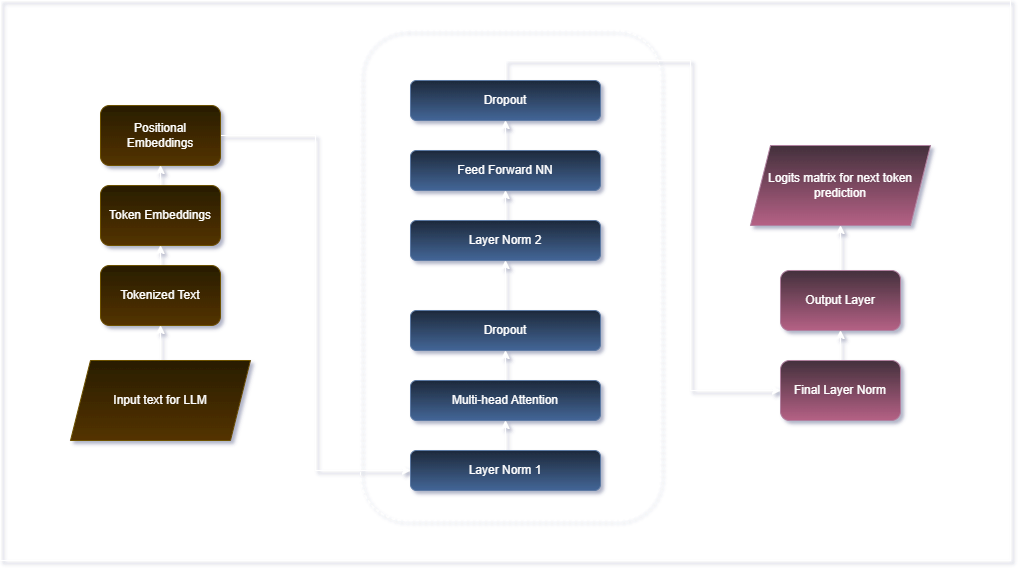 Positional
Embeddings
Token Embeddings
Tokenized Text
Input text for LLM
Dropout
Feed Forward NN
Layer Norm 2
Dropout
Multi-head Attention
Layer Norm 1
Logits matrix for next token
prediction
Output Layer
Final Layer Norm